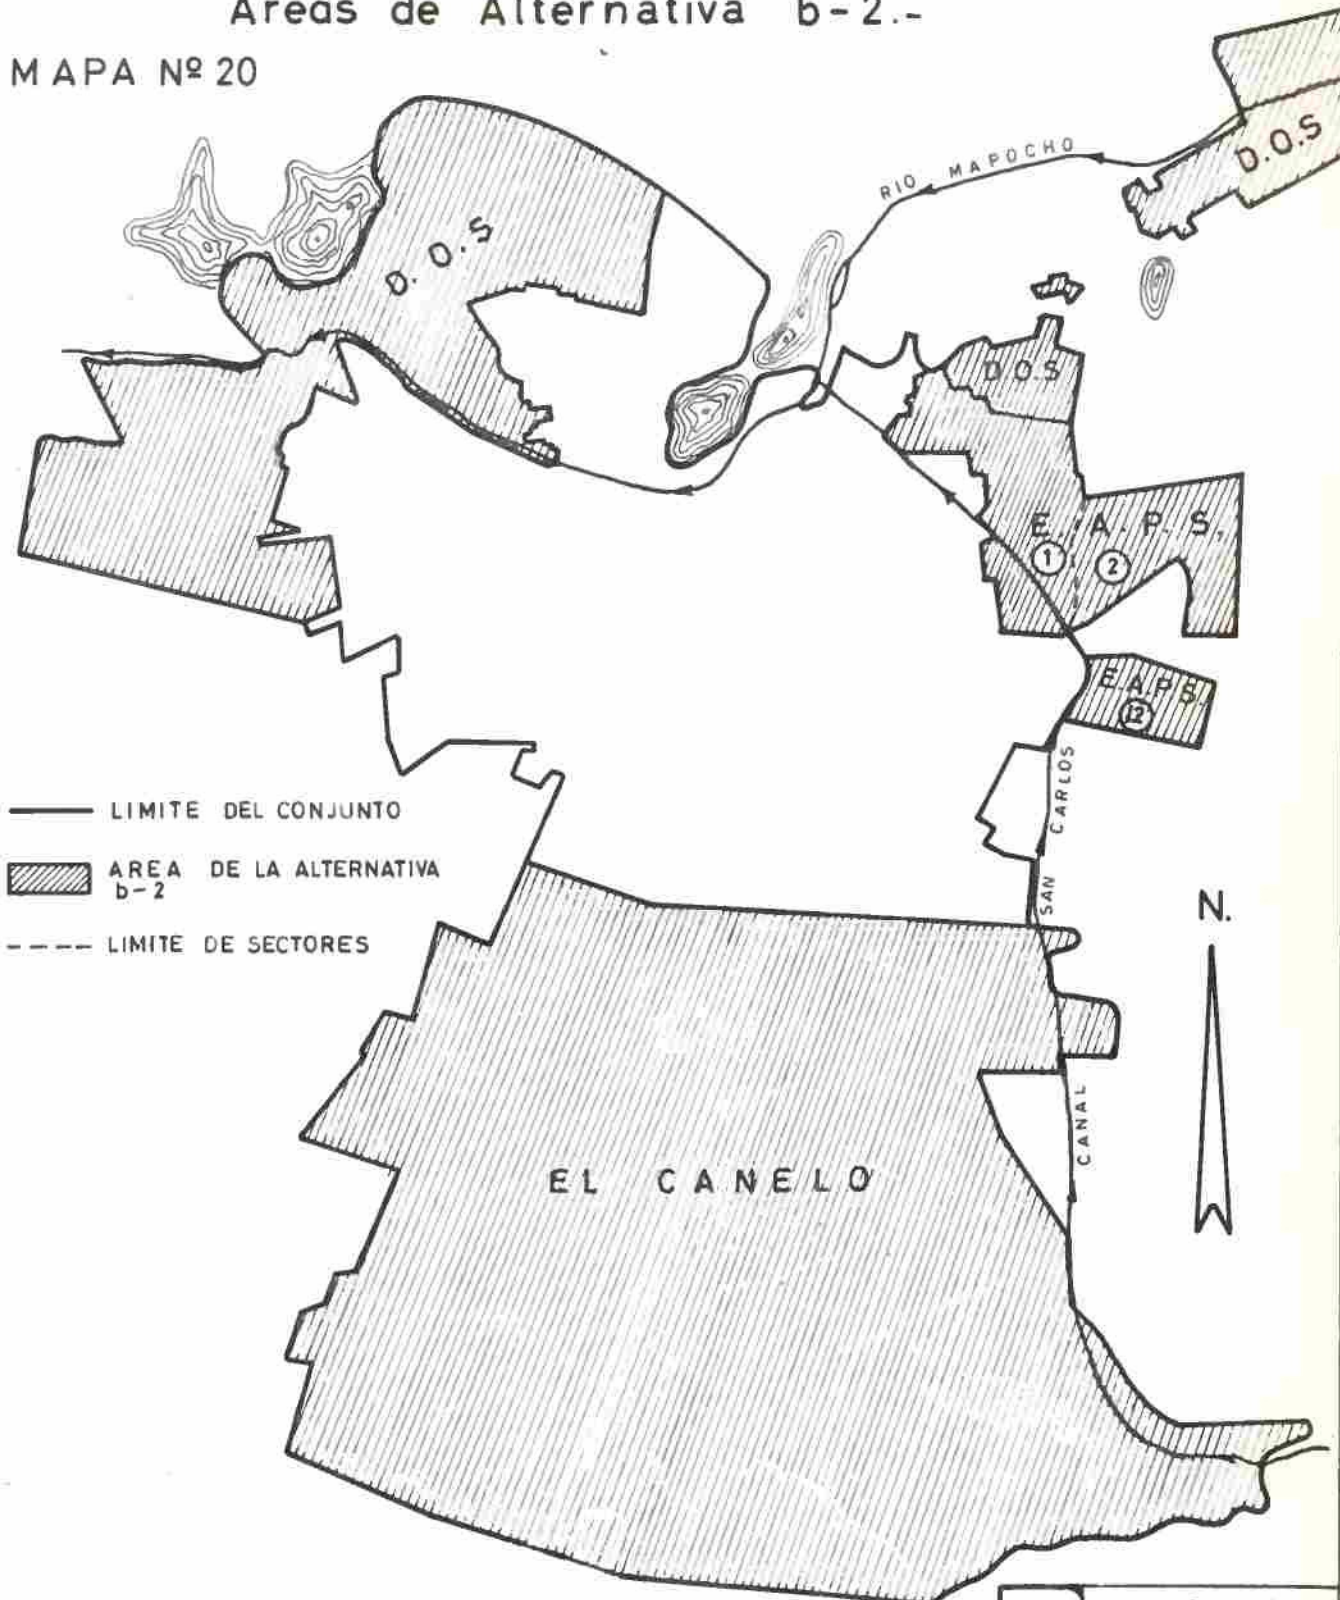 Areas de Alternativa b-2.-
MAPA Nº 20
RIO MAPOCHO
D.O.S
D.O.S
D.O.S
E.A.P.S,
1
2
E.A.P.S.
12
SAN CARLOS
CANAL
LIMITE DEL CONJUNTO
AREA DE LA ALTERNATIVA
b-2
LIMITE DE SECTORES
N.
EL CANELO